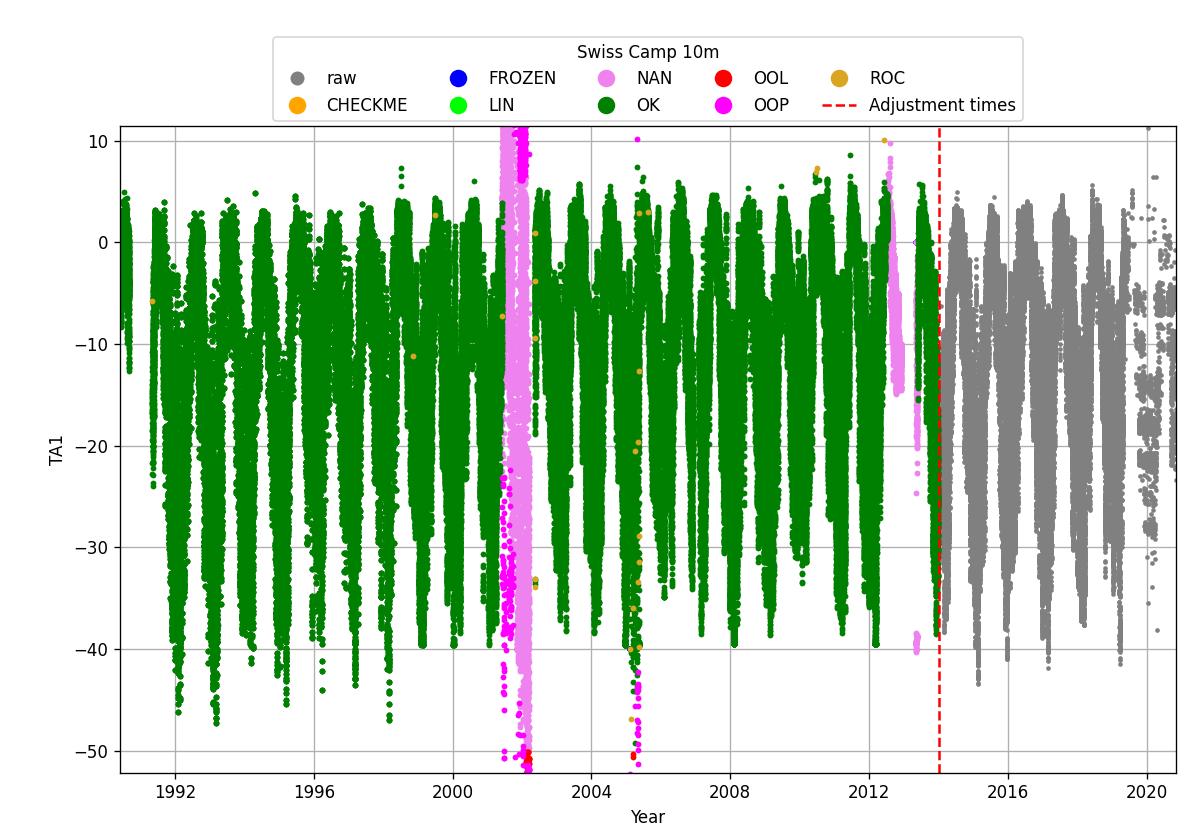 Swiss Camp 10m
raw FROZEN NAN OOL ROC
CHECKME LIN OK OOP Adjustment times
10
0
−10
−20
−30
−40
−50
TA1
1992 1996 2000 2004 2008 2012 2016 2020
Year